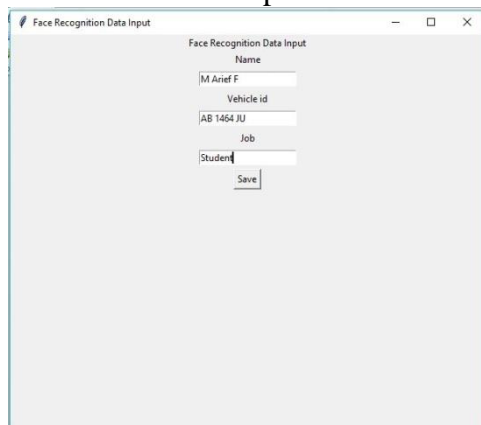 Face Recognition Data Input
Face Recognition Data Input
Name
M Arief F
Vehicle id
AB 1464 JU
Job
Student
Save